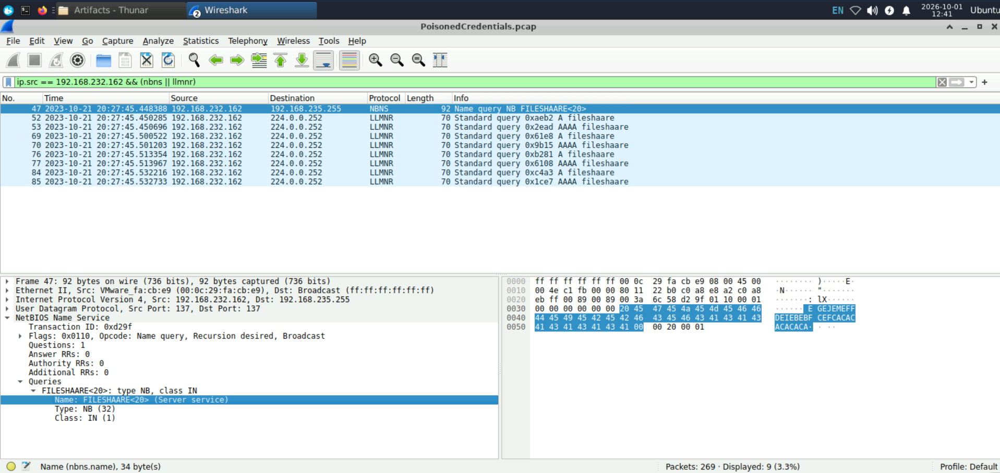 Artifacts - Thunar
2 Wireshark
EN
2026-10-01
12:41
Ubuntu
PoisonedCredentials.pcap
File Edit View Go Capture Analyze Statistics Telephony Wireless Tools Help
ip.src == 192.168.232.162 && (nbns || llmnr)
No. Time Source Destination Protocol Length Info
47 2023-10-21 20:27:45.448388 192.168.232.162 192.168.235.255 NBNS 92 Name query NB FILESHAARE<20>
52 2023-10-21 20:27:45.450285 192.168.232.162 224.0.0.252 LLMNR 70 Standard query 0xaeb2 A fileshaare
53 2023-10-21 20:27:45.450696 192.168.232.162 224.0.0.252 LLMNR 70 Standard query 0x2ead AAAA fileshaare
69 2023-10-21 20:27:45.500522 192.168.232.162 224.0.0.252 LLMNR 70 Standard query 0x61e8 A fileshaare
70 2023-10-21 20:27:45.501203 192.168.232.162 224.0.0.252 LLMNR 70 Standard query 0x9b15 AAAA fileshaare
76 2023-10-21 20:27:45.513354 192.168.232.162 224.0.0.252 LLMNR 70 Standard query 0xb281 A fileshaare
77 2023-10-21 20:27:45.513967 192.168.232.162 224.0.0.252 LLMNR 70 Standard query 0x6108 AAAA fileshaare
84 2023-10-21 20:27:45.532216 192.168.232.162 224.0.0.252 LLMNR 70 Standard query 0xc4a3 A fileshaare
85 2023-10-21 20:27:45.532733 192.168.232.162 224.0.0.252 LLMNR 70 Standard query 0x1ce7 AAAA fileshaare
Frame 47: 92 bytes on wire (736 bits), 92 bytes captured (736 bits)
Ethernet II, Src: VMware_fa:cb:e9 (00:0c:29:fa:cb:e9), Dst: Broadcast (ff:ff:ff:ff:ff:ff)
Internet Protocol Version 4, Src: 192.168.232.162, Dst: 192.168.235.255
User Datagram Protocol, Src Port: 137, Dst Port: 137
NetBIOS Name Service
Transaction ID: 0xd29f
Flags: 0x0110, Opcode: Name query, Recursion desired, Broadcast
Questions: 1
Answer RRs: 0
Authority RRs: 0
Additional RRs: 0
Queries
FILESHAARE<20>: type NB, class IN
Name: FILESHAARE<20> (Server service)
Type: NB (32)
Class: IN (1)
0000 ff ff ff ff ff ff 00 0c 29 fa cb e9 08 00 45 00 ········ )·····E·
0010 00 4e c1 fb 00 00 80 11 22 b0 c0 a8 e8 a2 c0 a8 ·N······ "·······
0020 eb ff 00 89 00 89 00 3a 6c 58 d2 9f 01 10 00 01 ·······: lX······
0030 00 00 00 00 00 00 20 45 47 45 4a 45 4d 45 46 46 ······ E GEJEMEFF
0040 44 45 49 45 42 45 42 46 43 45 46 43 41 43 41 43 DEIEBEBF CEFCACAC
0050 41 43 41 43 41 43 41 00 00 20 00 01 ACACACA· · ··
Name (nbns.name), 34 byte(s)
Packets: 269 · Displayed: 9 (3.3%)
Profile: Default